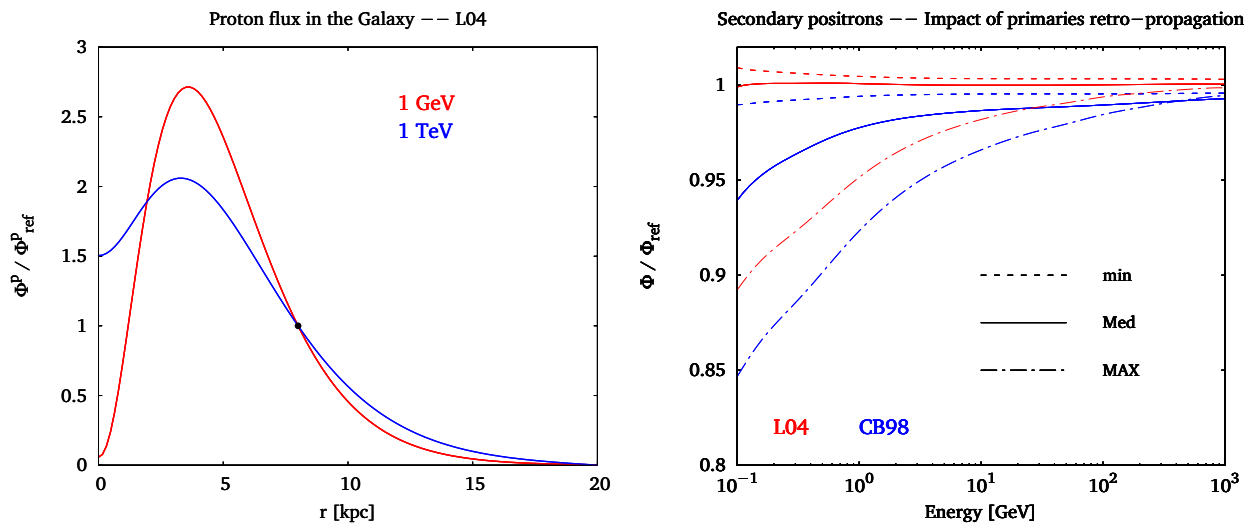 Proton flux in the Galaxy −− L04
3
2.5
2
1.5
1
0.5
0
Φᵖ / Φᵖref
1 GeV
1 TeV
0
5
10
15
20
r [kpc]
Secondary positrons −− Impact of primaries retro−propagation
1
0.95
0.9
0.85
0.8
Φ / Φref
min
Med
MAX
L04
CB98
10⁻¹
10⁰
10¹
10²
10³
Energy [GeV]